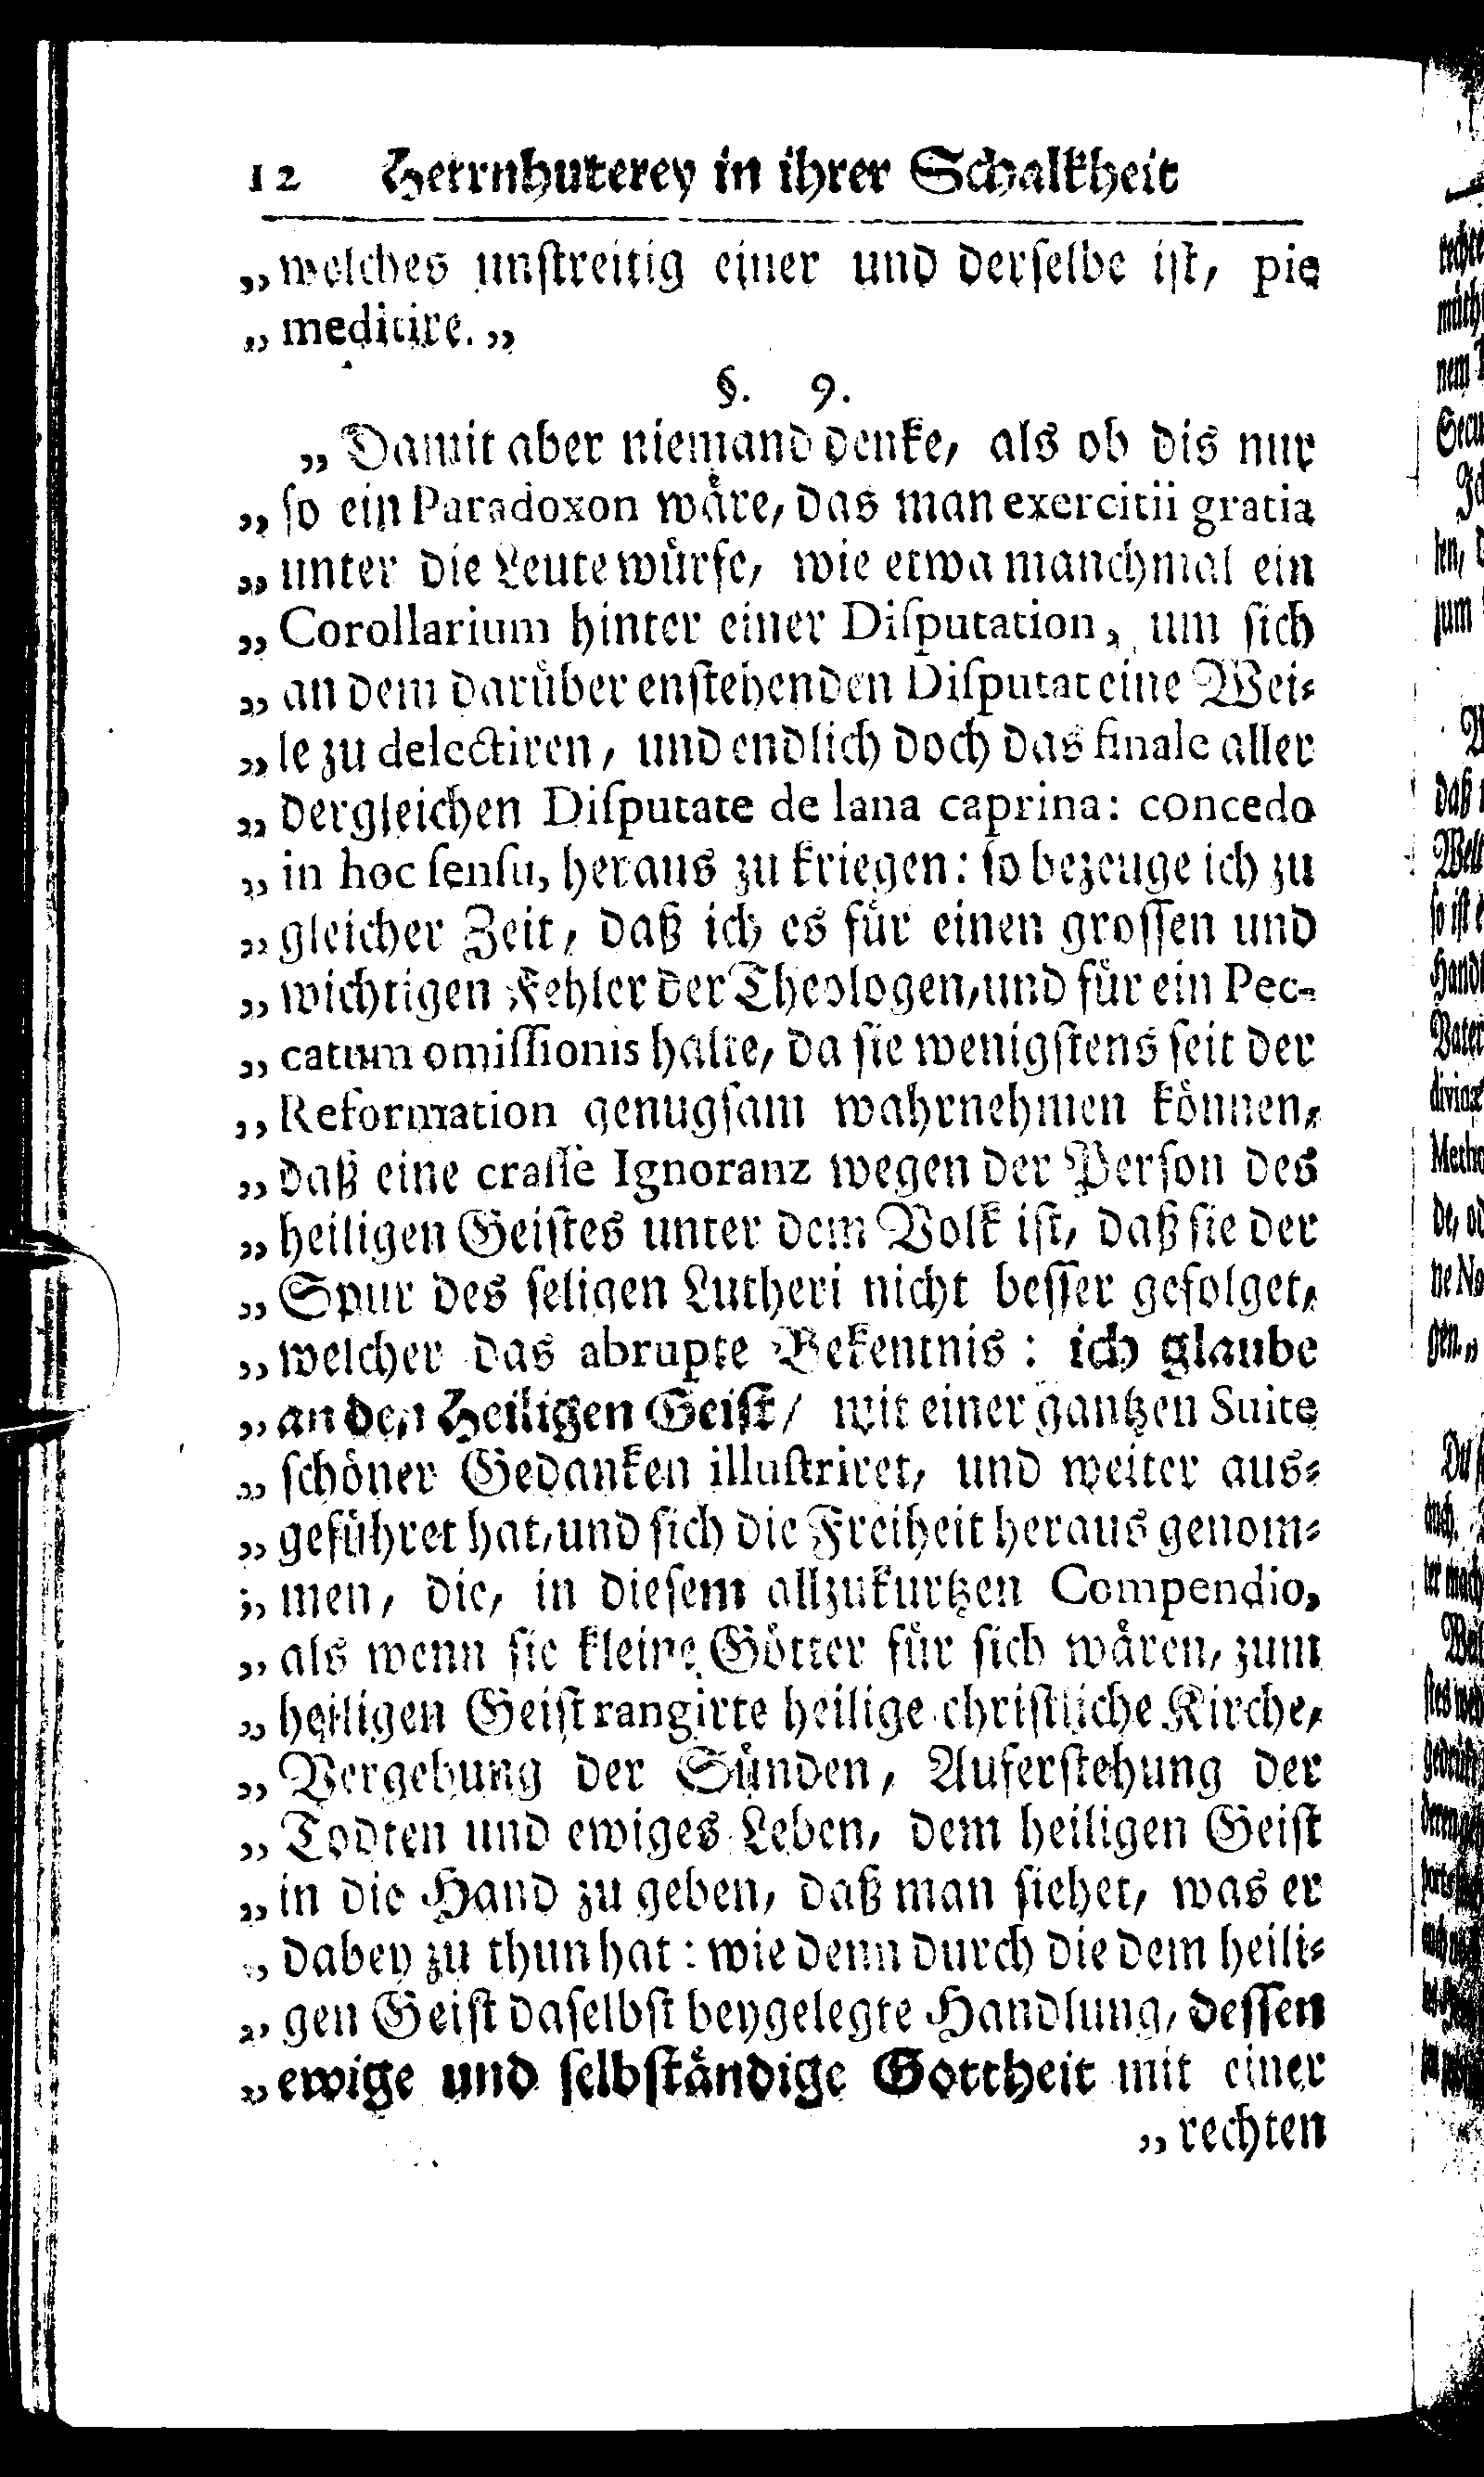 12 Herrnhuterey in ihrer Schalkheit
„ welches unstreitig einer und derselbe ist, pie
„ meditire. „
§. 9.
„ Damit aber niemand denke, als ob dis nur
„ so ein Paradoxon wäre, das man exercitii gratia
„ unter die Leute würfe, wie etwa manchmal ein
„ Corollarium hinter einer Disputation, um sich
„ an dem darüber enstehenden Disputat eine Wei-
„ le zu delectiren, und endlich doch das finale aller
„ dergleichen Disputate de lana caprina: concedo
„ in hoc sensu, heraus zu kriegen: so bezeuge ich zu
„ gleicher Zeit, daß ich es für einen grossen und
„ wichtigen Fehler der Theologen, und für ein Pec-
„ catum omissionis halte, da sie wenigstens seit der
„ Reformation genugsam wahrnehmen können,
„ daß eine crasse Ignoranz wegen der Person des
„ heiligen Geistes unter dem Volk ist, daß sie der
„ Spur des seligen Lutheri nicht besser gefolget,
„ welcher das abrupte Bekentnis: ich glaube
„ an den Heiligen Geist / mit einer gantzen Suite
„ schöner Gedanken illustriret, und weiter aus-
„ geführet hat, und sich die Freiheit heraus genom-
„ men, die, in diesem allzukurtzen Compendio,
„ als wenn sie kleine Götter für sich wären, zum
„ heiligen Geist rangirte heilige christliche Kirche,
„ Vergebung der Sünden, Auferstehung der
„ Todten und ewiges Leben, dem heiligen Geist
„ in die Hand zu geben, daß man siehet, was er
„ dabey zu thun hat: wie denn durch die dem heili-
„ gen Geist daselbst beygelegte Handlung, dessen
„ ewige und selbständige Gottheit mit einer
„ rechten